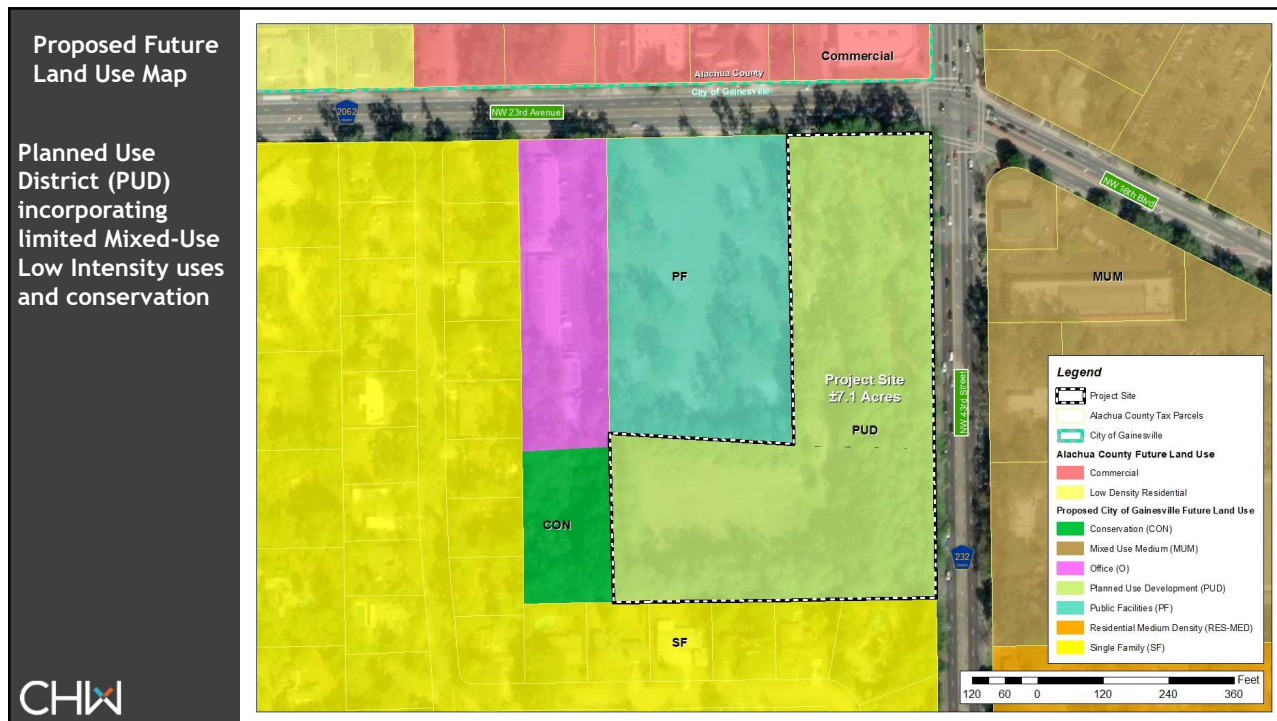 Proposed Future
Land Use Map
Planned Use
District (PUD)
incorporating
limited Mixed-Use
Low Intensity uses
and conservation
CHW
Commercial
Alachua County
City of Gainesville
2062
NW 23rd Avenue
NW 16th Blvd
PF
MUM
Project Site
±7.1 Acres
PUD
NW 43rd Street
CON
232
SF
Legend
Project Site
Alachua County Tax Parcels
City of Gainesville
Alachua County Future Land Use
Commercial
Low Density Residential
Proposed City of Gainesville Future Land Use
Conservation (CON)
Mixed Use Medium (MUM)
Office (O)
Planned Use Development (PUD)
Public Facilities (PF)
Residential Medium Density (RES-MED)
Single Family (SF)
Feet
120 60 0 120 240 360